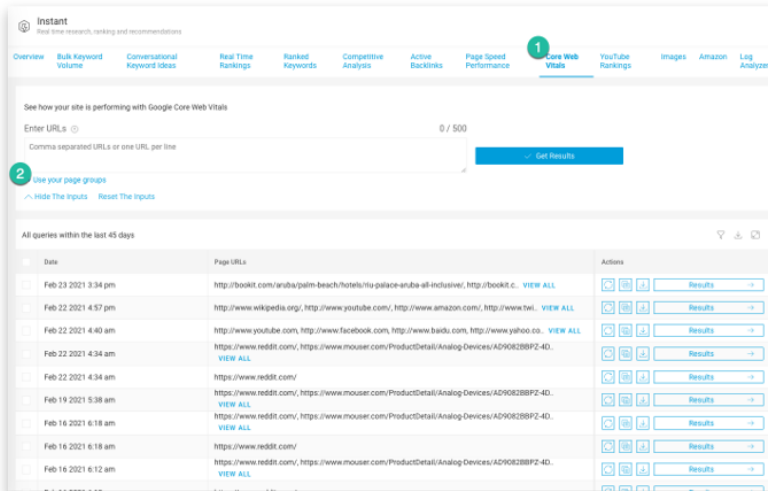 Instant
Real time research, ranking and recommendations
Overview Bulk Keyword Volume Conversational Keyword Ideas Real Time Rankings Ranked Keywords Competitive Analysis Active Backlinks Page Speed Performance Core Web Vitals YouTube Rankings Images Amazon Log Analyzer
1
See how your site is performing with Google Core Web Vitals
Enter URLs 0 / 500
Comma separated URLs or one URL per line
Get Results
2
Use your page groups
Hide The Inputs Reset The Inputs
All queries within the last 45 days
Date Page URLs Actions
Feb 23 2021 3:34 pm http://bookit.com/aruba/palm-beach/hotels/riu-palace-aruba-all-inclusive/, http://bookit.c.. VIEW ALL Results
Feb 22 2021 4:57 pm http://www.wikipedia.org/, http://www.youtube.com/, http://www.amazon.com/, http://www.twi.. VIEW ALL Results
Feb 22 2021 4:40 am http://www.youtube.com, http://www.facebook.com, http://www.baidu.com, http://www.yahoo.co.. VIEW ALL Results
Feb 22 2021 4:34 am https://www.reddit.com/, https://www.mouser.com/ProductDetail/Analog-Devices/AD9082BBPZ-4D.. Results
VIEW ALL
Feb 22 2021 4:34 am https://www.reddit.com/ Results
Feb 19 2021 5:38 am https://www.reddit.com/, https://www.mouser.com/ProductDetail/Analog-Devices/AD9082BBPZ-4D.. Results
VIEW ALL
Feb 16 2021 6:18 am https://www.reddit.com/, https://www.mouser.com/ProductDetail/Analog-Devices/AD9082BBPZ-4D.. Results
VIEW ALL
Feb 16 2021 6:18 am https://www.reddit.com/ Results
Feb 16 2021 6:12 am https://www.reddit.com/, https://www.mouser.com/ProductDetail/Analog-Devices/AD9082BBPZ-4D.. Results
VIEW ALL